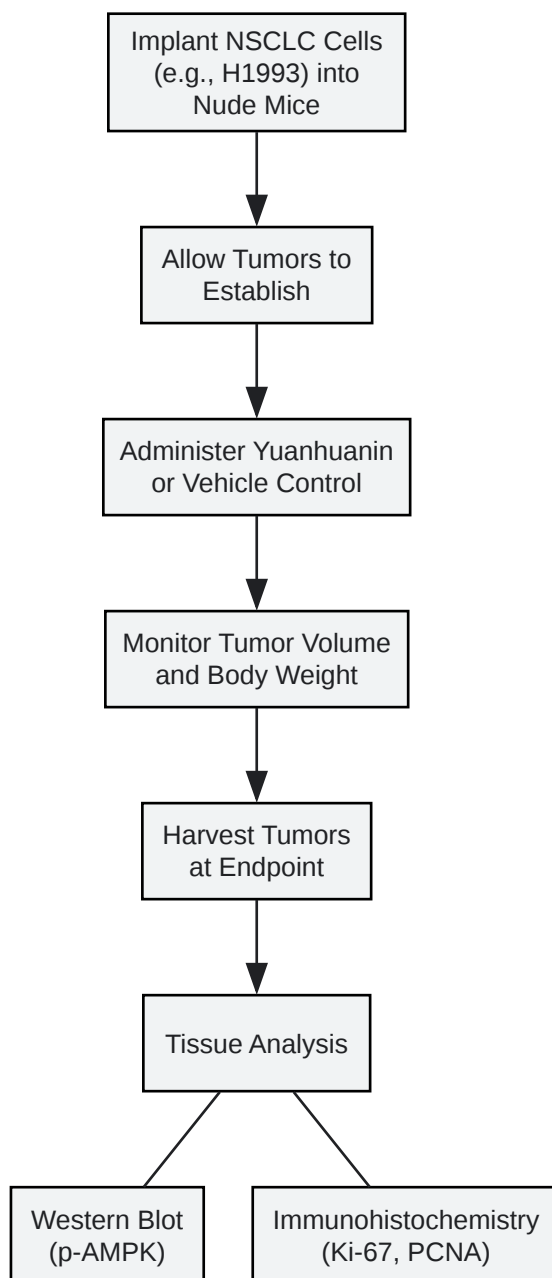 Implant NSCLC Cells
(e.g., H1993) into
Nude Mice
Allow Tumors to
Establish
Administer Yuanhuanin
or Vehicle Control
Monitor Tumor Volume
and Body Weight
Harvest Tumors
at Endpoint
Tissue Analysis
Western Blot
(p-AMPK)
Immunohistochemistry
(Ki-67, PCNA)